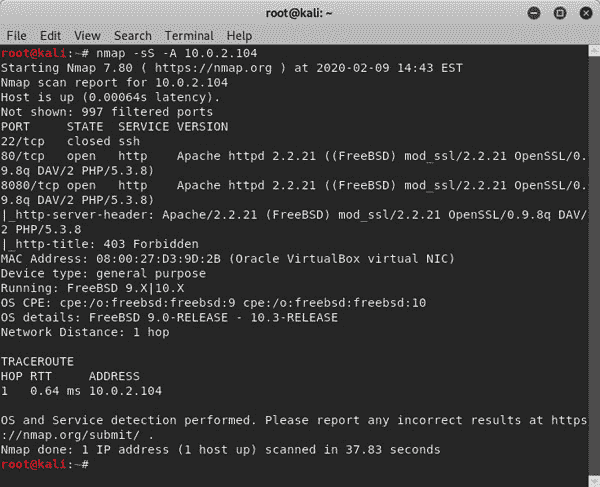 root@kali: ~
File Edit View Search Terminal Help
root@kali:~# nmap -sS -A 10.0.2.104
Starting Nmap 7.80 ( https://nmap.org ) at 2020-02-09 14:43 EST
Nmap scan report for 10.0.2.104
Host is up (0.00064s latency).
Not shown: 997 filtered ports
PORT     STATE  SERVICE VERSION
22/tcp   closed ssh
80/tcp   open   http    Apache httpd 2.2.21 ((FreeBSD) mod_ssl/2.2.21 OpenSSL/0.
9.8q DAV/2 PHP/5.3.8)
8080/tcp open   http    Apache httpd 2.2.21 ((FreeBSD) mod_ssl/2.2.21 OpenSSL/0.
9.8q DAV/2 PHP/5.3.8)
|_http-server-header: Apache/2.2.21 (FreeBSD) mod_ssl/2.2.21 OpenSSL/0.9.8q DAV/
2 PHP/5.3.8
|_http-title: 403 Forbidden
MAC Address: 08:00:27:D3:9D:2B (Oracle VirtualBox virtual NIC)
Device type: general purpose
Running: FreeBSD 9.X|10.X
OS CPE: cpe:/o:freebsd:freebsd:9 cpe:/o:freebsd:freebsd:10
OS details: FreeBSD 9.0-RELEASE - 10.3-RELEASE
Network Distance: 1 hop
TRACEROUTE
HOP RTT     ADDRESS
1   0.64 ms 10.0.2.104
OS and Service detection performed. Please report any incorrect results at https
://nmap.org/submit/ .
Nmap done: 1 IP address (1 host up) scanned in 37.83 seconds
root@kali:~#